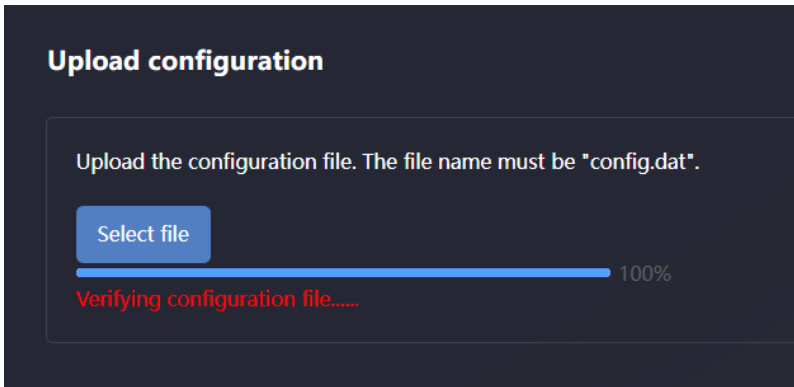 Upload configuration
Upload the configuration file. The file name must be "config.dat".
Select file
100%
Verifying configuration file......